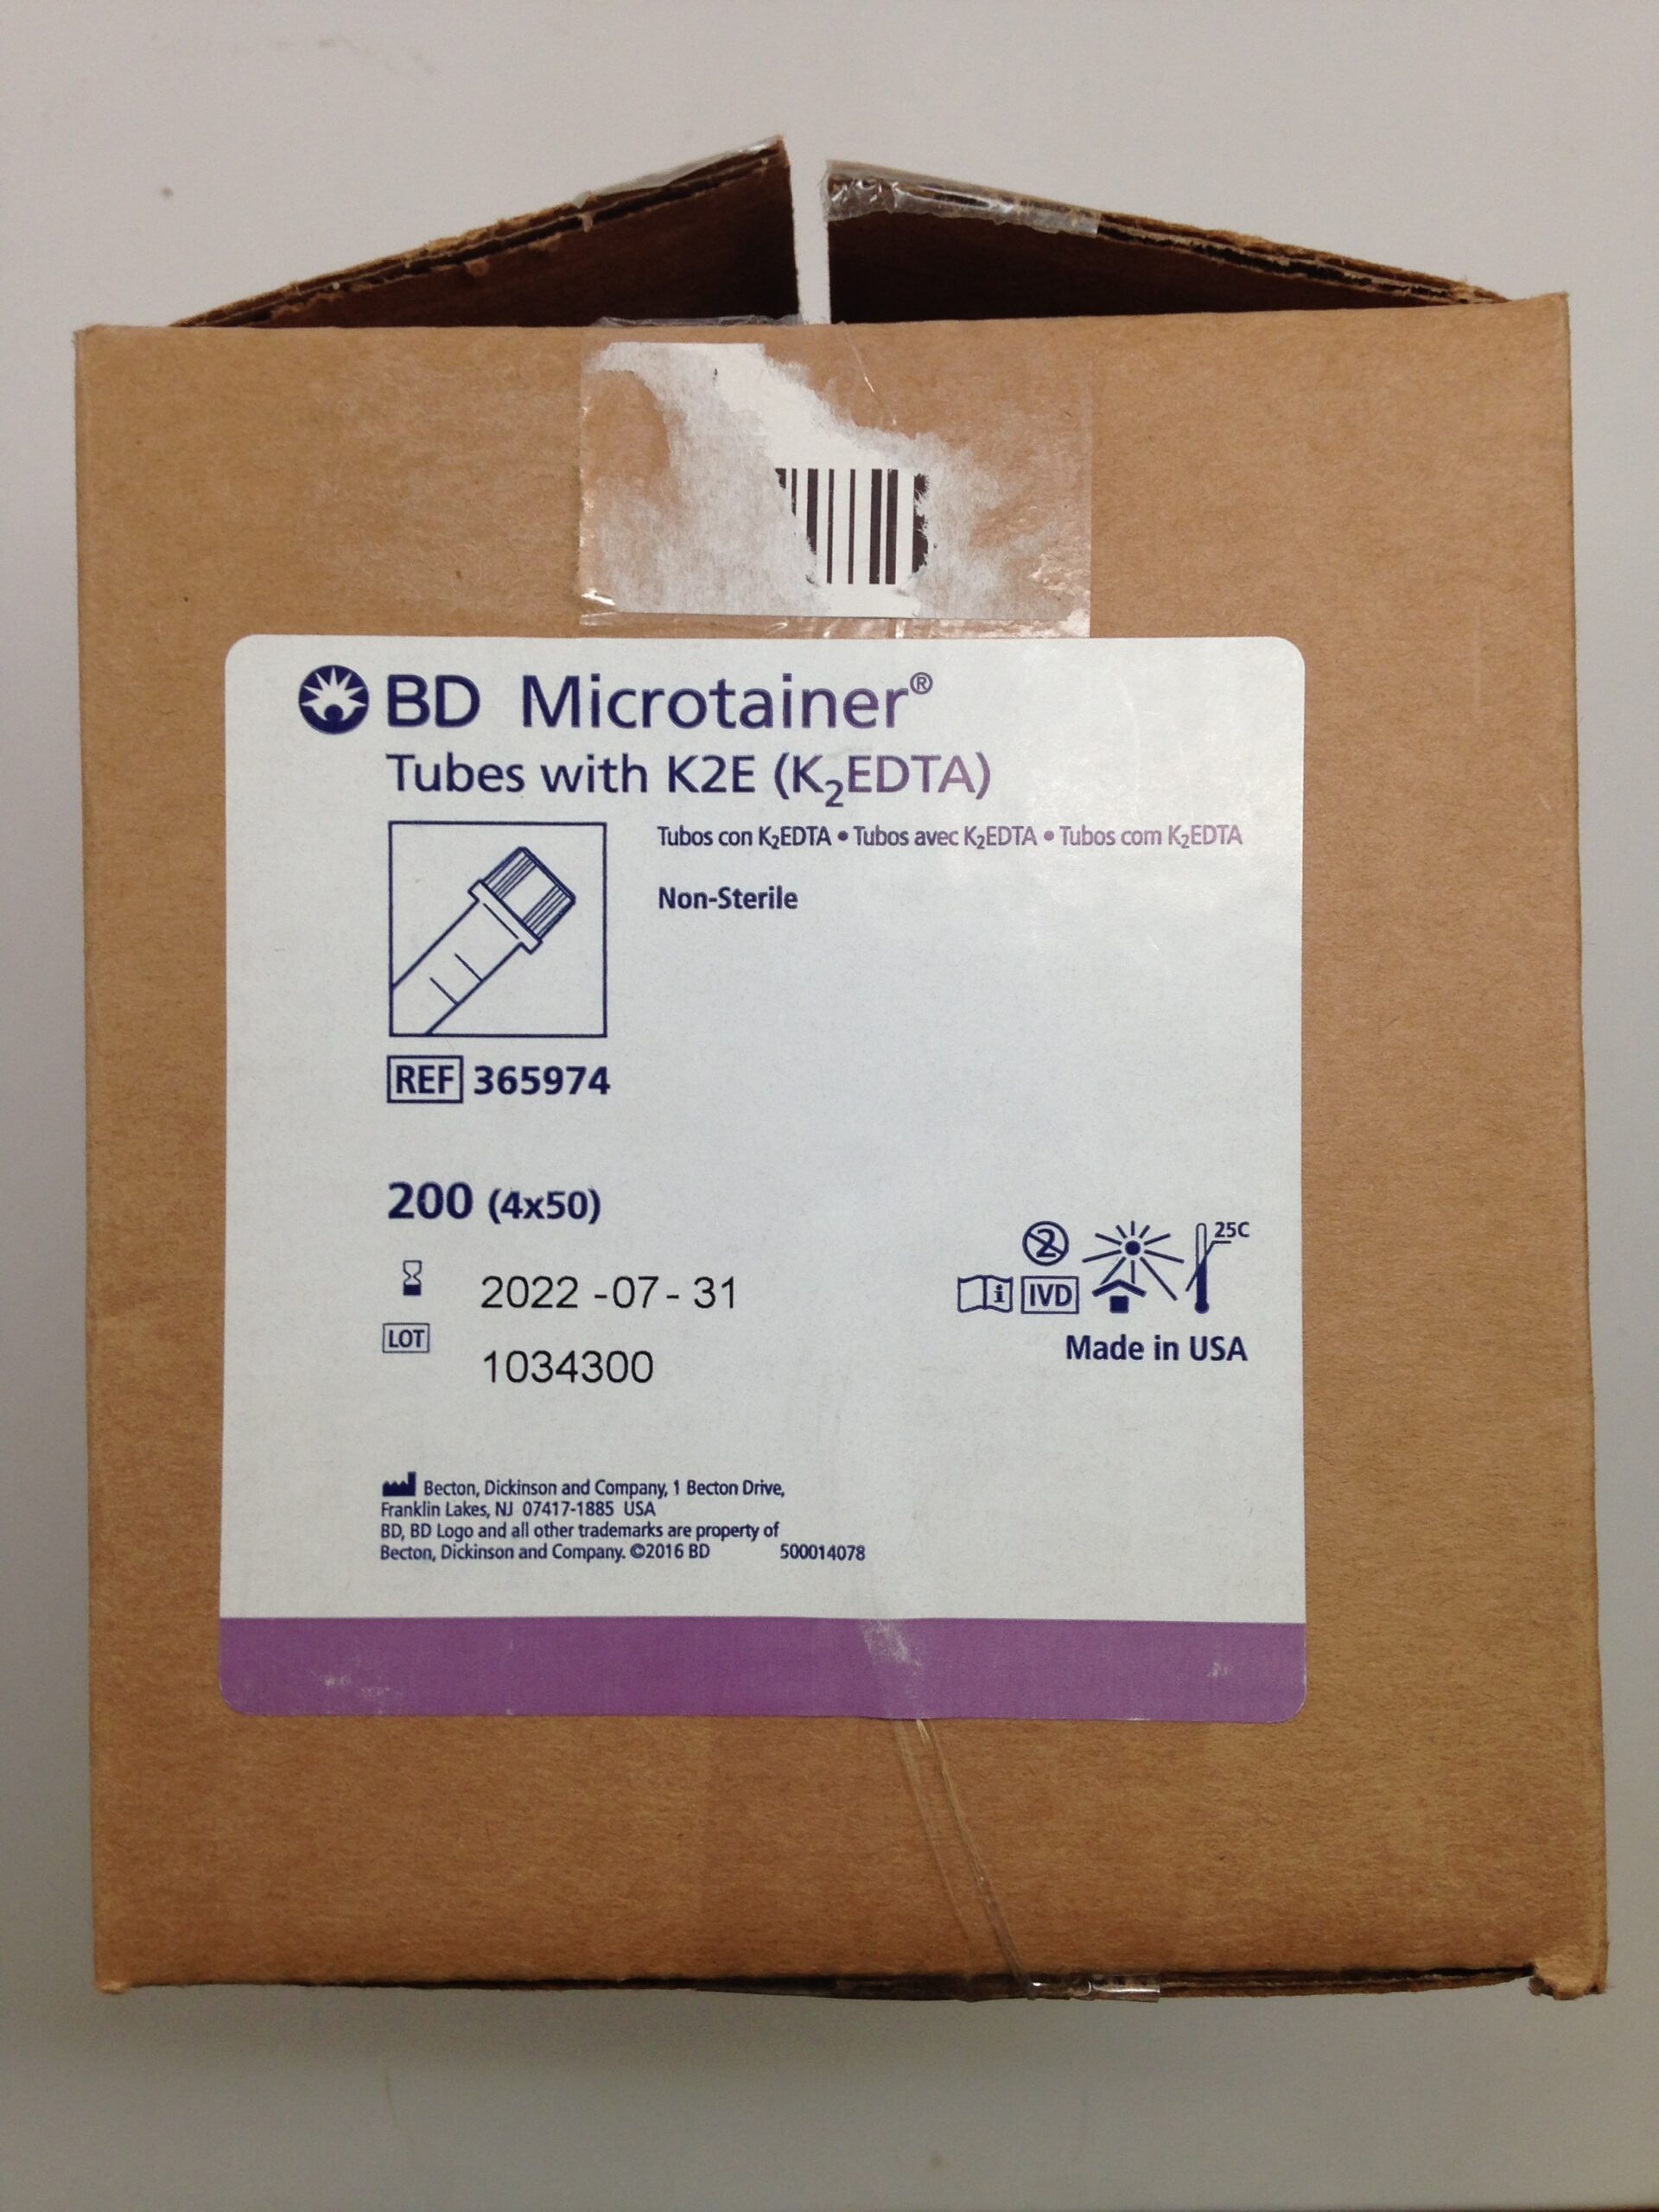 BD Microtainer®
Tubes with K2E (K₂EDTA)
Tubos con K₂EDTA • Tubos avec K₂EDTA • Tubos com K₂EDTA
Non-Sterile
REF 365974
200 (4x50)
2022 -07- 31
LOT
1034300
2
25C
i IVD
Made in USA
Becton, Dickinson and Company, 1 Becton Drive,
Franklin Lakes, NJ 07417-1885 USA
BD, BD Logo and all other trademarks are property of
Becton, Dickinson and Company. ©2016 BD 500014078